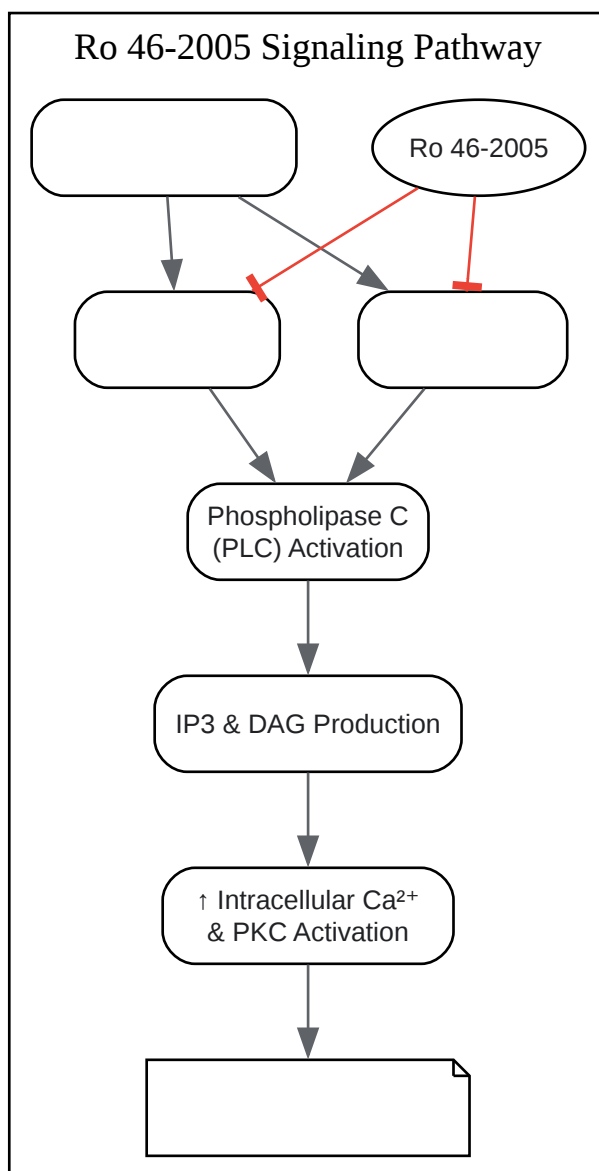 Ro 46-2005 Signaling Pathway
Ro 46-2005
Phospholipase C
(PLC) Activation
IP3 & DAG Production
↑ Intracellular Ca²⁺
& PKC Activation